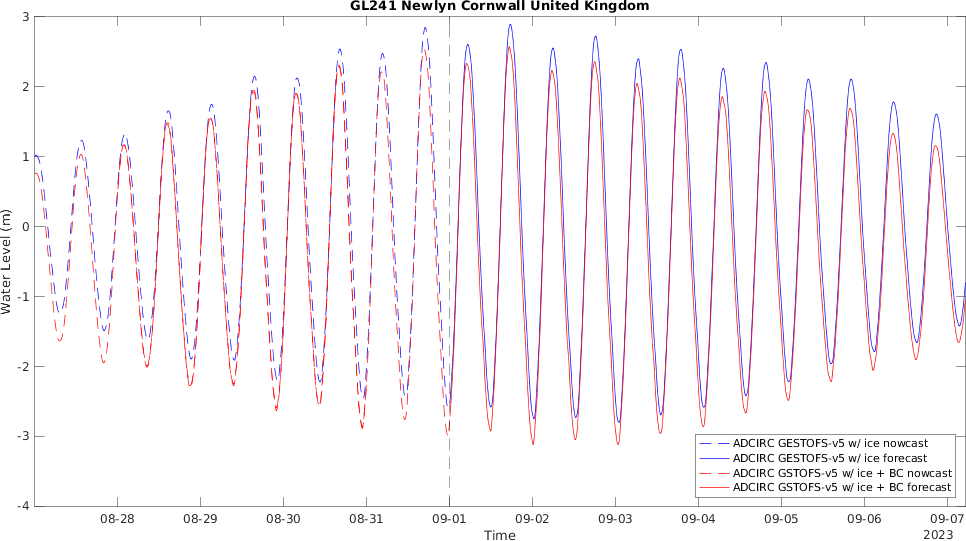 GL241 Newlyn Cornwall United Kingdom
3
2
1
0
-1
-2
-3
-4
Water Level (m)
ADCIRC GESTOFS-v5 w/ ice nowcast
ADCIRC GESTOFS-v5 w/ ice forecast
ADCIRC GSTOFS-v5 w/ ice + BC nowcast
ADCIRC GSTOFS-v5 w/ ice + BC forecast
08-28 08-29 08-30 08-31 09-01 09-02 09-03 09-04 09-05 09-06 09-07
Time
2023